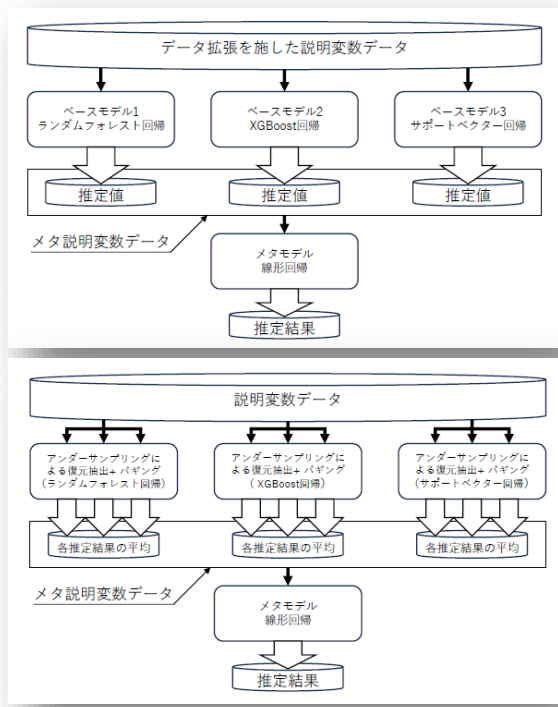 データ拡張を施した説明変数データ
ベースモデル1
ランダムフォレスト回帰
ベースモデル2
XGBoost回帰
ベースモデル3
サポートベクター回帰
推定値
推定値
推定値
メタ説明変数データ
メタモデル
線形回帰
推定結果
説明変数データ
アンダーサンプリングに
よる復元抽出+ バギング
(ランダムフォレスト回帰)
アンダーサンプリングに
よる復元抽出+ バギング
( XGBoost回帰)
アンダーサンプリングに
よる復元抽出+ バギング
(サポートベクター回帰)
各推定結果の平均
各推定結果の平均
各推定結果の平均
メタ説明変数データ
メタモデル
線形回帰
推定結果